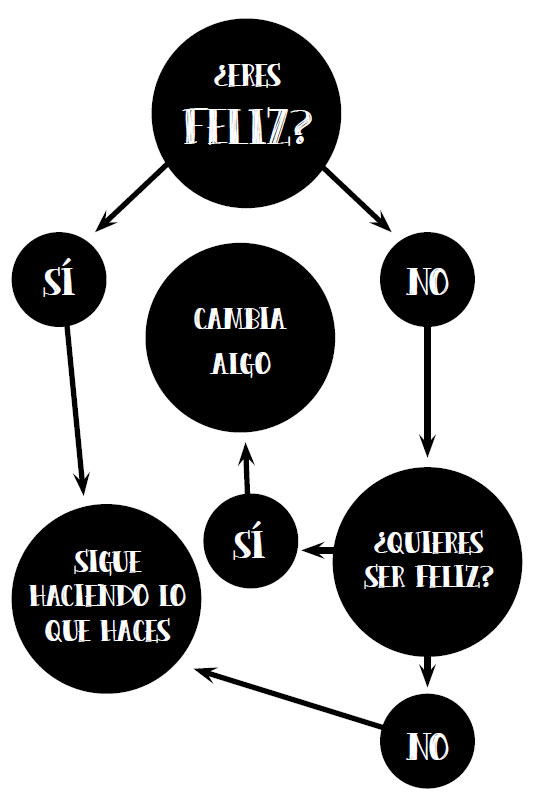 ¿ERES
FELIZ?
SÍ
NO
CAMBIA
ALGO
SÍ
¿QUIERES
SER FELIZ?
SIGUE
HACIENDO LO
QUE HACES
NO